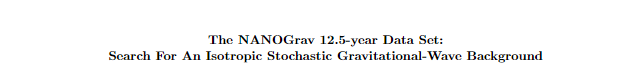 The NANOGrav 12.5-year Data Set:
Search For An Isotropic Stochastic Gravitational-Wave Background